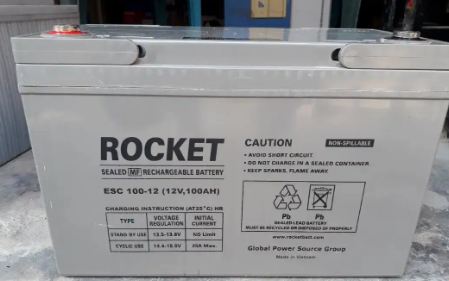 ROCKET
SEALED MF RECHARGEABLE BATTERY
ESC 100-12 (12V,100AH)
CHARGING INSTRUCTION (AT25°C) HR
TYPE VOLTAGE REGULATION INITIAL CURRENT
STAND BY USE 13.5-13.8V NO Limit
CYCLIC USE 14.4-15.0V Max.
CAUTION NON-SPILLABLE
• AVOID SHORT CIRCUIT.
• DO NOT CHARGE IN A SEALED CONTAINER
• KEEP SPARKS, FLAME AWAY.
Pb Pb
SEALED LEAD BATTERY
MUST BE RECYCLED OR DISPOSED OF PROPERLY
www.rocketbatt.com
Global Power Source Group
Made in Vietnam